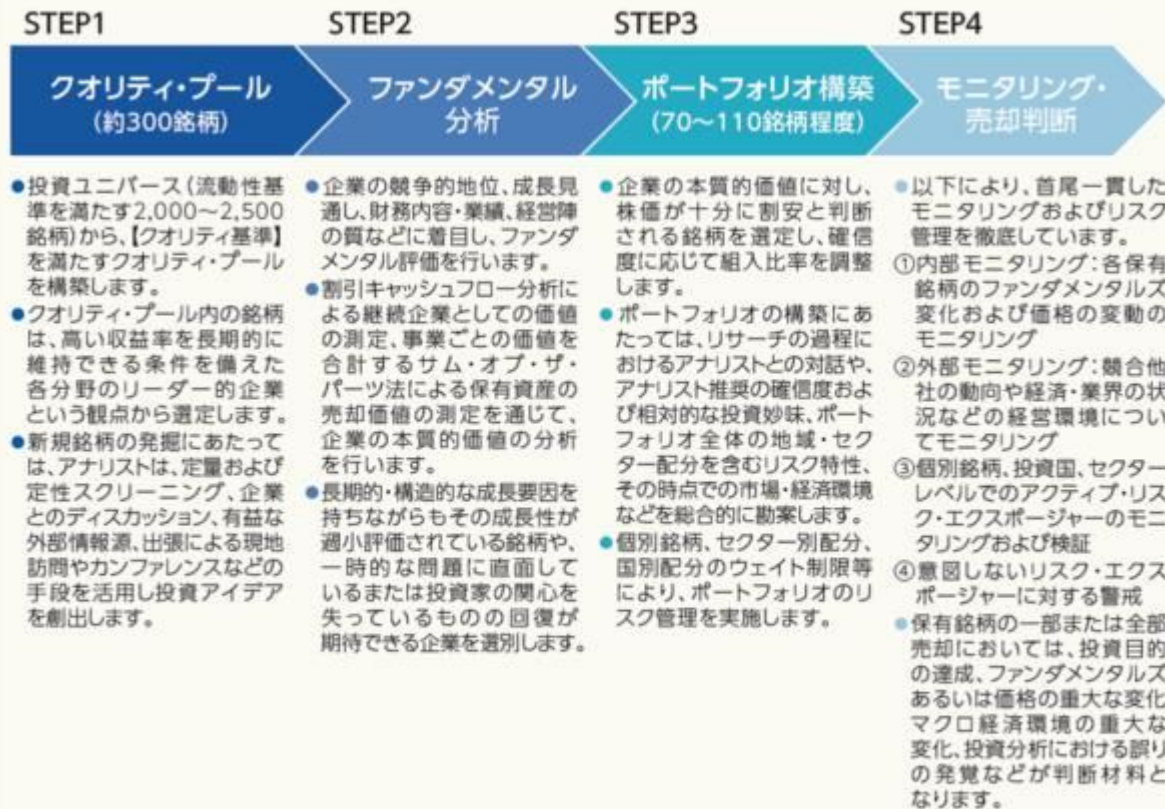 STEP1
クオリティ・プール
(約300銘柄)
●投資ユニバース(流動性基
準を満たす2,000〜2,500
銘柄)から、【クオリティ基準】
を満たすクオリティ・プール
を構築します。
●クオリティ・プール内の銘柄
は、高い収益率を長期的に
維持できる条件を備えた
各分野のリーダー的企業
という観点から選定します。
●新規銘柄の発掘にあたって
は、アナリストは、定量および
定性スクリーニング、企業
とのディスカッション、有益な
外部情報源、出張による現地
訪問やカンファレンスなどの
手段を活用し投資アイデア
を創出します。
STEP2
ファンダメンタル
分析
●企業の競争的地位、成長見
通し、財務内容・業績、経営陣
の質などに着目し、ファンダ
メンタル評価を行います。
●割引キャッシュフロー分析に
よる継続企業としての価値
の測定、事業ごとの価値を
合計するサム・オブ・ザ・
パーツ法による保有資産の
売却価値の測定を通じて、
企業の本質的価値の分析
を行います。
●長期的・構造的な成長要因を
持ちながらもその成長性が
過小評価されている銘柄や、
一時的な問題に直面して
いるまたは投資家の関心を
失っているものの回復が
期待できる企業を選別します。
STEP3
ポートフォリオ構築
(70〜110銘柄程度)
●企業の本質的価値に対し、
株価が十分に割安と判断
される銘柄を選定し、確信
度に応じて組入比率を調整
します。
●ポートフォリオの構築にあ
たっては、リサーチの過程に
おけるアナリストとの対話や、
アナリスト推奨の確信度およ
び相対的な投資妙味、ポート
フォリオ全体の地域・セク
ター配分を含むリスク特性、
その時点での市場・経済環境
などを総合的に勘案します。
●個別銘柄、セクター別配分、
国別配分のウェイト制限等
により、ポートフォリオのリ
スク管理を実施します。
STEP4
モニタリング・
売却判断
●以下により、首尾一貫した
モニタリングおよびリスク
管理を徹底しています。
①内部モニタリング:各保有
銘柄のファンダメンタルズ
変化および価格の変動の
モニタリング
②外部モニタリング:競合他
社の動向や経済・業界の状
況などの経営環境につい
てモニタリング
③個別銘柄、投資国、セクター
レベルでのアクティブ・リス
ク・エクスポージャーのモニ
タリングおよび検証
④意図しないリスク・エクス
ポージャーに対する警戒
●保有銘柄の一部または全部
売却においては、投資目的
の達成、ファンダメンタルズ
あるいは価格の重大な変化
マクロ経済環境の重大な
変化、投資分析における誤り
の発覚などが判断材料と
なります。